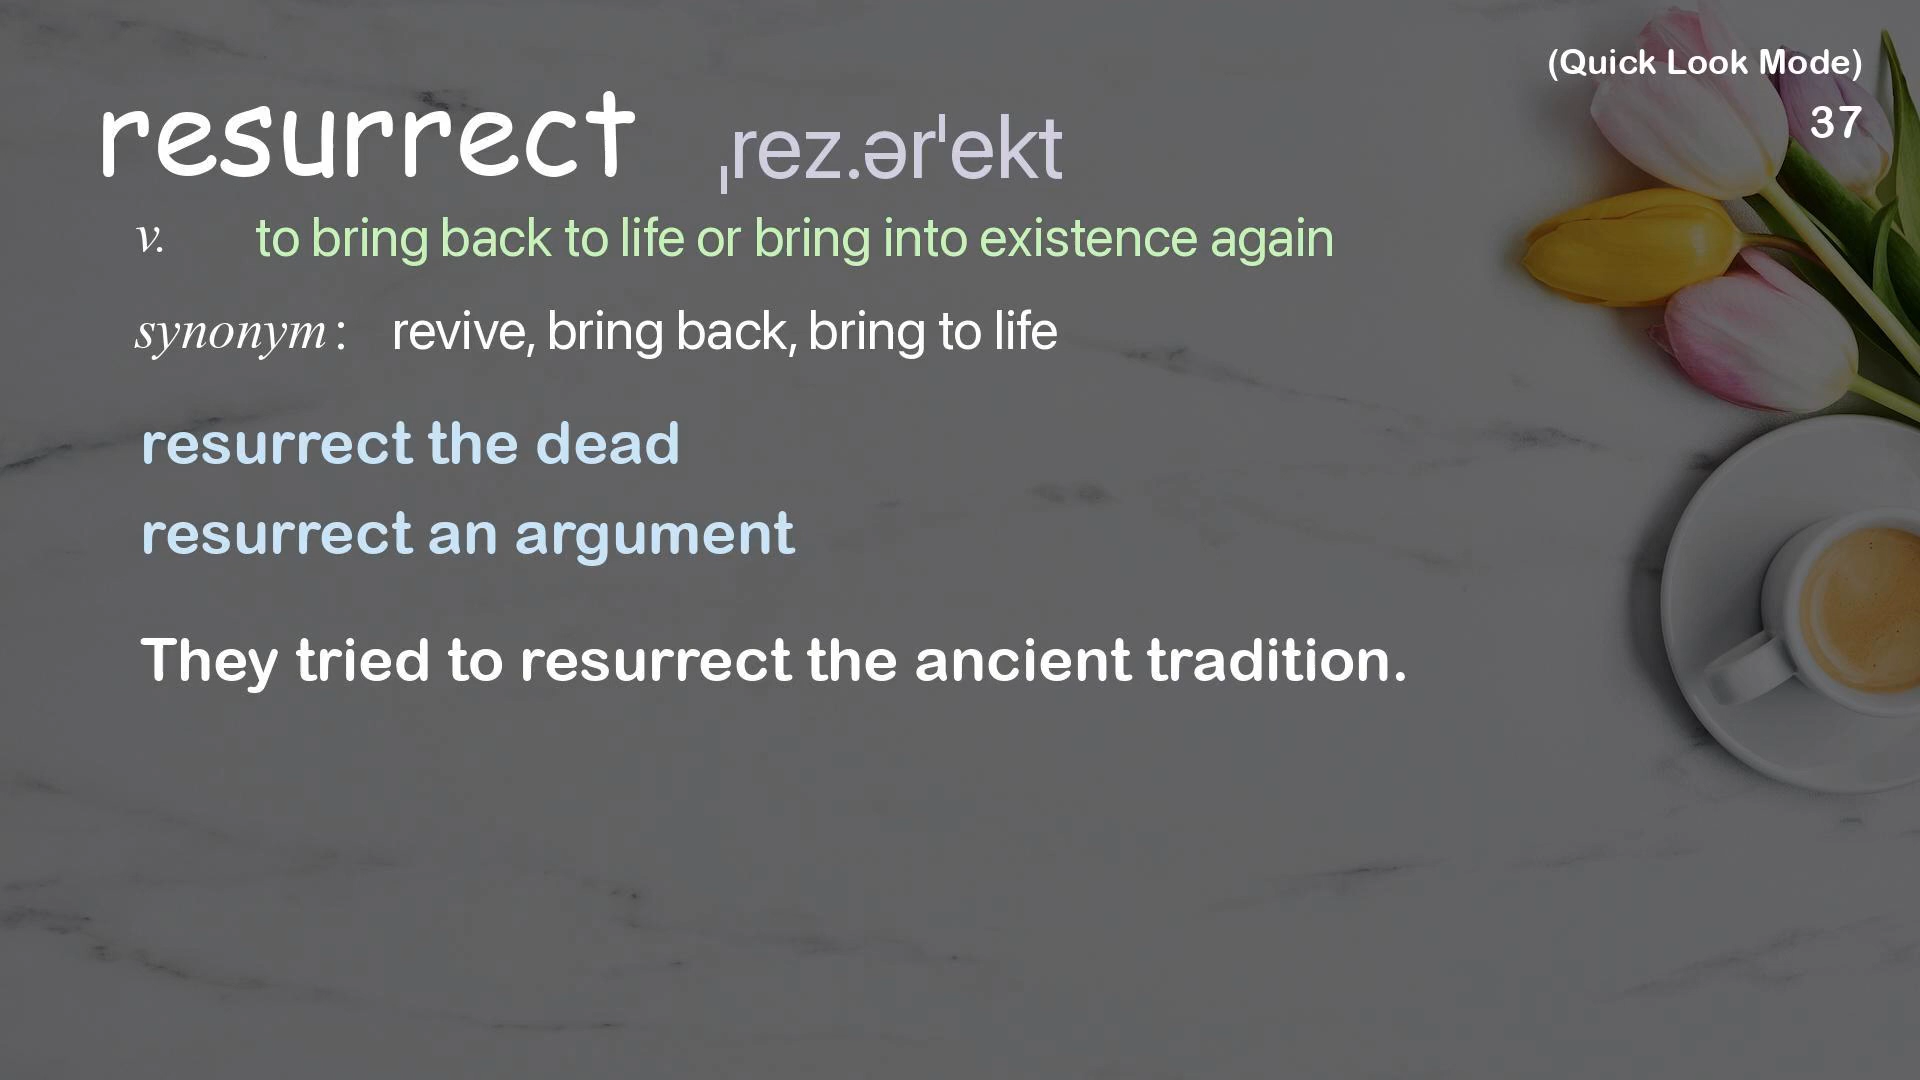 (Quick Look Mode)
37
resurrect ˌrez.ərˈekt
v. to bring back to life or bring into existence again
synonym: revive, bring back, bring to life
resurrect the dead
resurrect an argument
They tried to resurrect the ancient tradition.